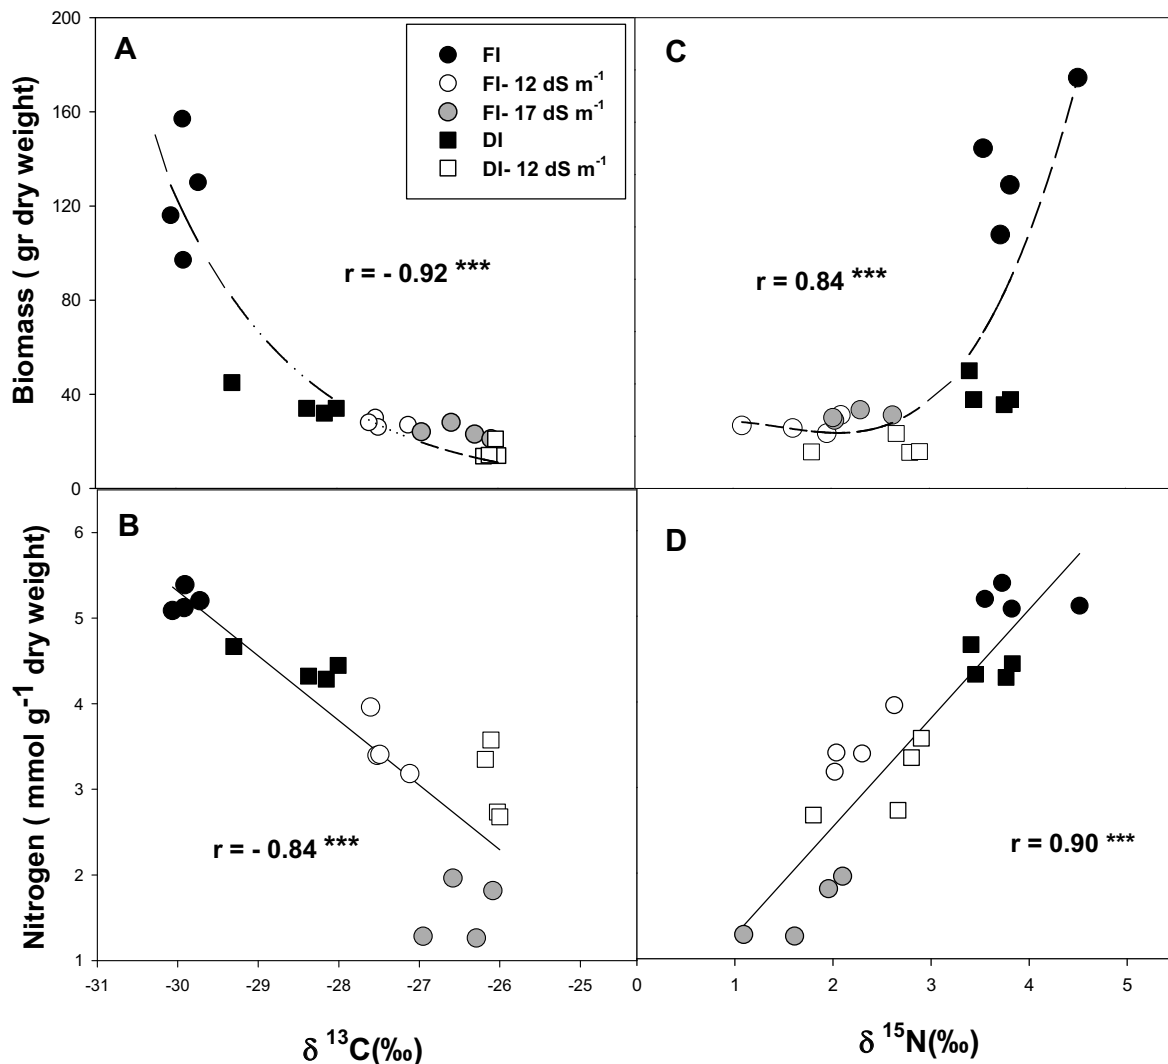 A
C
FI
FI- 12 dS m⁻¹
FI- 17 dS m⁻¹
DI
DI- 12 dS m⁻¹
r = - 0.92 ***
r = 0.84 ***
Biomass ( gr dry weight)
200
160
120
80
40
0
B
D
r = - 0.84 ***
r = 0.90 ***
Nitrogen ( mmol g⁻¹ dry weight)
6
5
4
3
2
1
-31 -30 -29 -28 -27 -26 -25 0 1 2 3 4 5
δ ¹³C(‰)
δ ¹⁵N(‰)